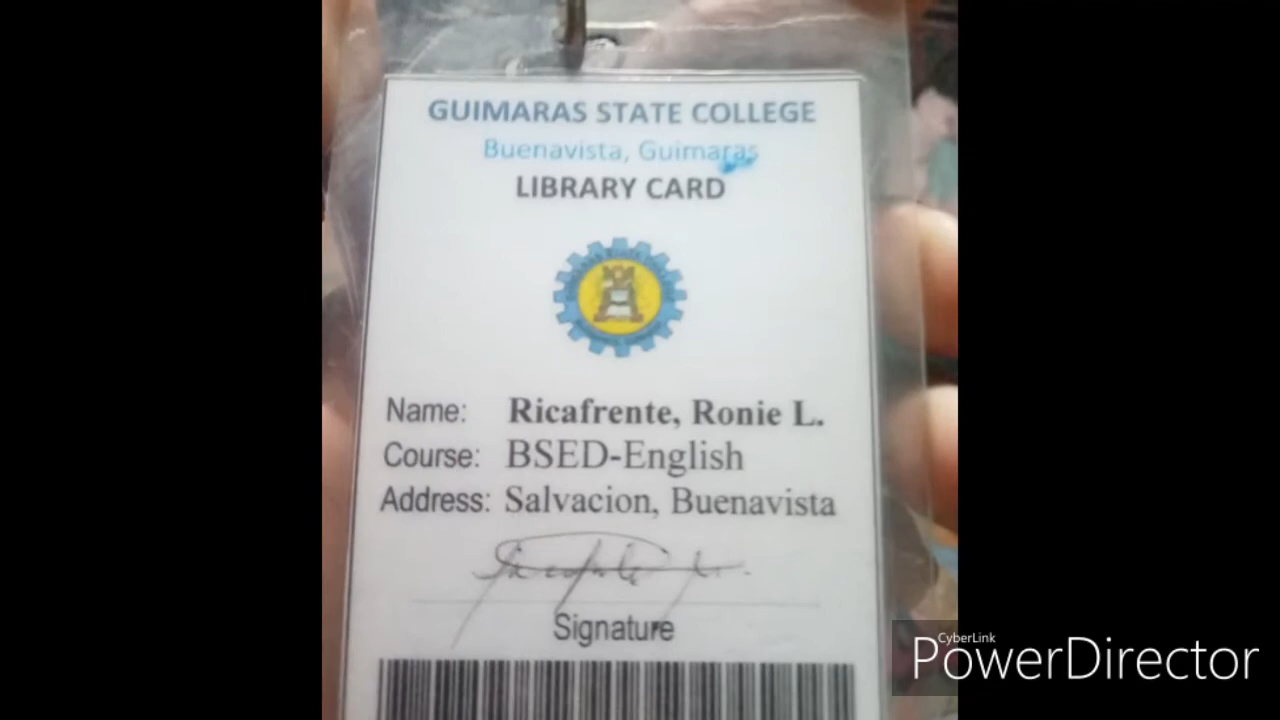 GUIMARAS STATE COLLEGE
Buenavista, Guimaras
LIBRARY CARD
Name: Ricafrente, Ronie L.
Course: BSED-English
Address: Salvacion, Buenavista
Signature
CyberLink
PowerDirector